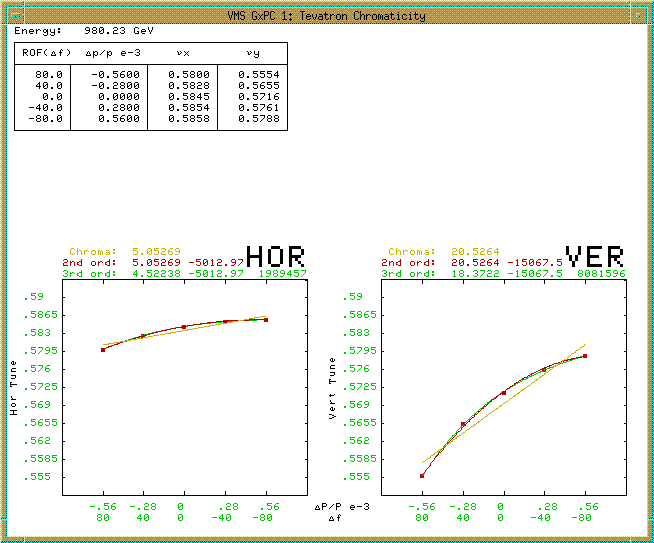 VMS GxPC 1: Tevatron Chromaticity
Energy: 980.23 GeV
ROF(Δf) Δp/p e-3 νx νy
80.0 -0.5600 0.5800 0.5554
40.0 -0.2800 0.5828 0.5655
0.0 0.0000 0.5845 0.5716
-40.0 0.2800 0.5854 0.5761
-80.0 0.5600 0.5858 0.5788
Chroma: 5.05269
2nd ord: 5.05269 -5012.97
3rd ord: 4.52238 -5012.97 1989457
HOR
.59
.5865
.583
.5795
.576
.5725
.569
.5655
.562
.5585
.555
Hor Tune
-.56 -.28 0 .28 .56
80 40 0 -40 -80
Chroma: 20.5264
2nd ord: 20.5264 -15067.5
3rd ord: 18.3722 -15067.5 8081596
VER
.59
.5865
.583
.5795
.576
.5725
.569
.5655
.562
.5585
.555
Vert Tune
ΔP/P e-3
Δf
-.56 -.28 0 .28 .56
80 40 0 -40 -80